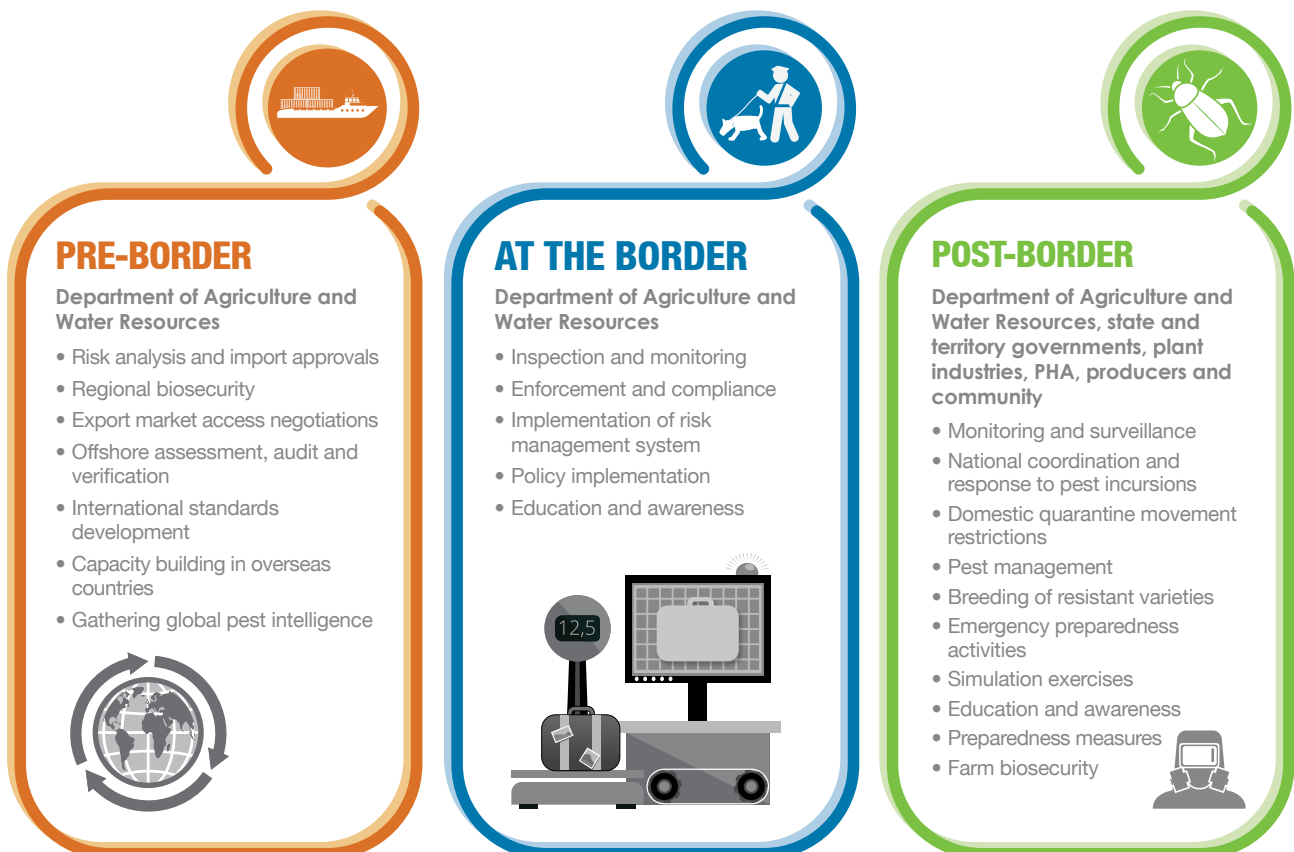 PRE-BORDER
Department of Agriculture and
Water Resources
• Risk analysis and import approvals
• Regional biosecurity
• Export market access negotiations
• Offshore assessment, audit and
verification
• International standards
development
• Capacity building in overseas
countries
• Gathering global pest intelligence
AT THE BORDER
Department of Agriculture and
Water Resources
• Inspection and monitoring
• Enforcement and compliance
• Implementation of risk
management system
• Policy implementation
• Education and awareness
12,5
POST-BORDER
Department of Agriculture and
Water Resources, state and
territory governments, plant
industries, PHA, producers and
community
• Monitoring and surveillance
• National coordination and
response to pest incursions
• Domestic quarantine movement
restrictions
• Pest management
• Breeding of resistant varieties
• Emergency preparedness
activities
• Simulation exercises
• Education and awareness
• Preparedness measures
• Farm biosecurity